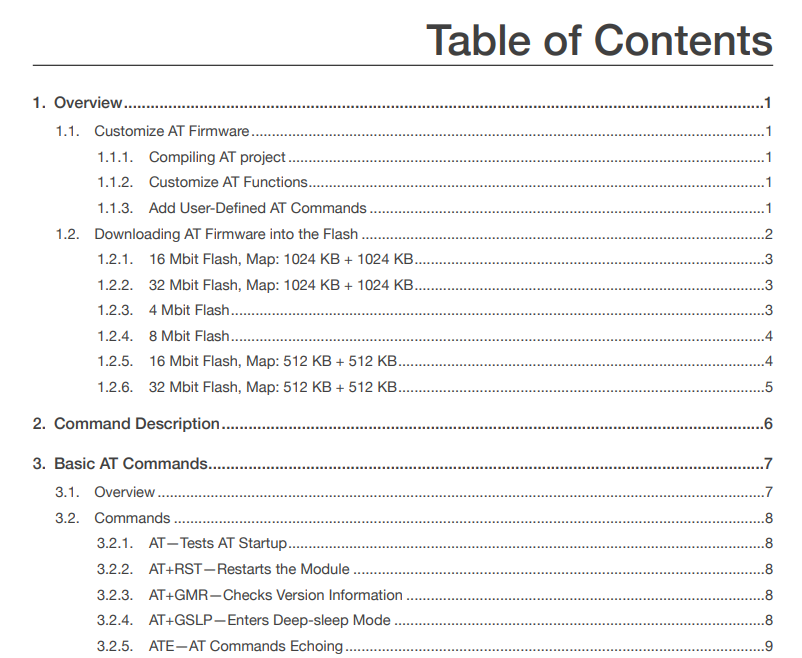 Table of Contents
1. Overview.....................................................................................................1
1.1. Customize AT Firmware.....................................................................................................1
1.1.1. Compiling AT project.....................................................................................................1
1.1.2. Customize AT Functions.....................................................................................................1
1.1.3. Add User-Defined AT Commands.....................................................................................................1
1.2. Downloading AT Firmware into the Flash.....................................................................................................2
1.2.1. 16 Mbit Flash, Map: 1024 KB + 1024 KB.....................................................................................................3
1.2.2. 32 Mbit Flash, Map: 1024 KB + 1024 KB.....................................................................................................3
1.2.3. 4 Mbit Flash.....................................................................................................3
1.2.4. 8 Mbit Flash.....................................................................................................4
1.2.5. 16 Mbit Flash, Map: 512 KB + 512 KB.....................................................................................................4
1.2.6. 32 Mbit Flash, Map: 512 KB + 512 KB.....................................................................................................5
2. Command Description.....................................................................................................6
3. Basic AT Commands.....................................................................................................7
3.1. Overview.....................................................................................................7
3.2. Commands.....................................................................................................8
3.2.1. AT—Tests AT Startup.....................................................................................................8
3.2.2. AT+RST—Restarts the Module.....................................................................................................8
3.2.3. AT+GMR—Checks Version Information.....................................................................................................8
3.2.4. AT+GSLP—Enters Deep-sleep Mode.....................................................................................................8
3.2.5. ATE—AT Commands Echoing.....................................................................................................9